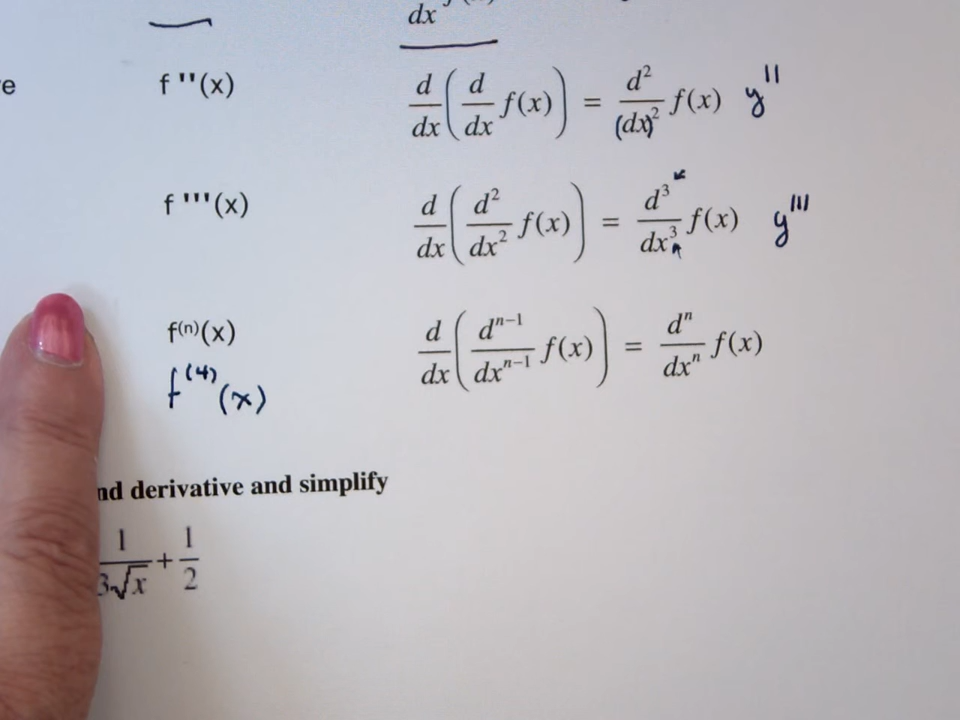 dx
f ''(x) d/dx ( d/dx f(x) ) = d²/(dx)² f(x) y''
f '''(x) d/dx ( d²/dx² f(x) ) = d³/dx³ f(x) y'''
f⁽ⁿ⁾(x) d/dx ( dⁿ⁻¹/dxⁿ⁻¹ f(x) ) = dⁿ/dxⁿ f(x)
f⁽⁴⁾(x)
nd derivative and simplify
1/3√x + 1/2